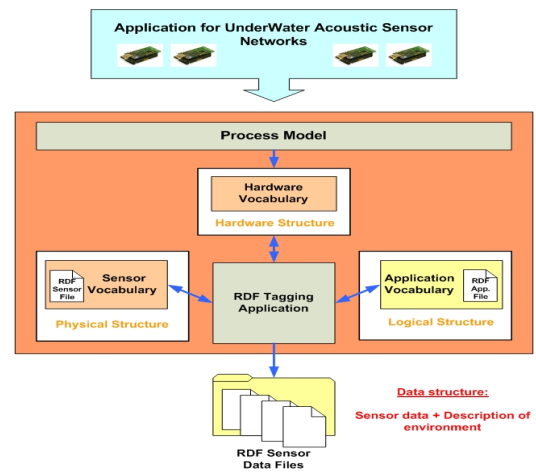 Application for UnderWater Acoustic Sensor
Networks
Process Model
Hardware
Vocabulary
Hardware Structure
RDF
Sensor
File
Sensor
Vocabulary
Physical Structure
RDF Tagging
Application
Application
Vocabulary
RDF
App.
File
Logical Structure
RDF Sensor
Data Files
Data structure:
Sensor data + Description of
environment